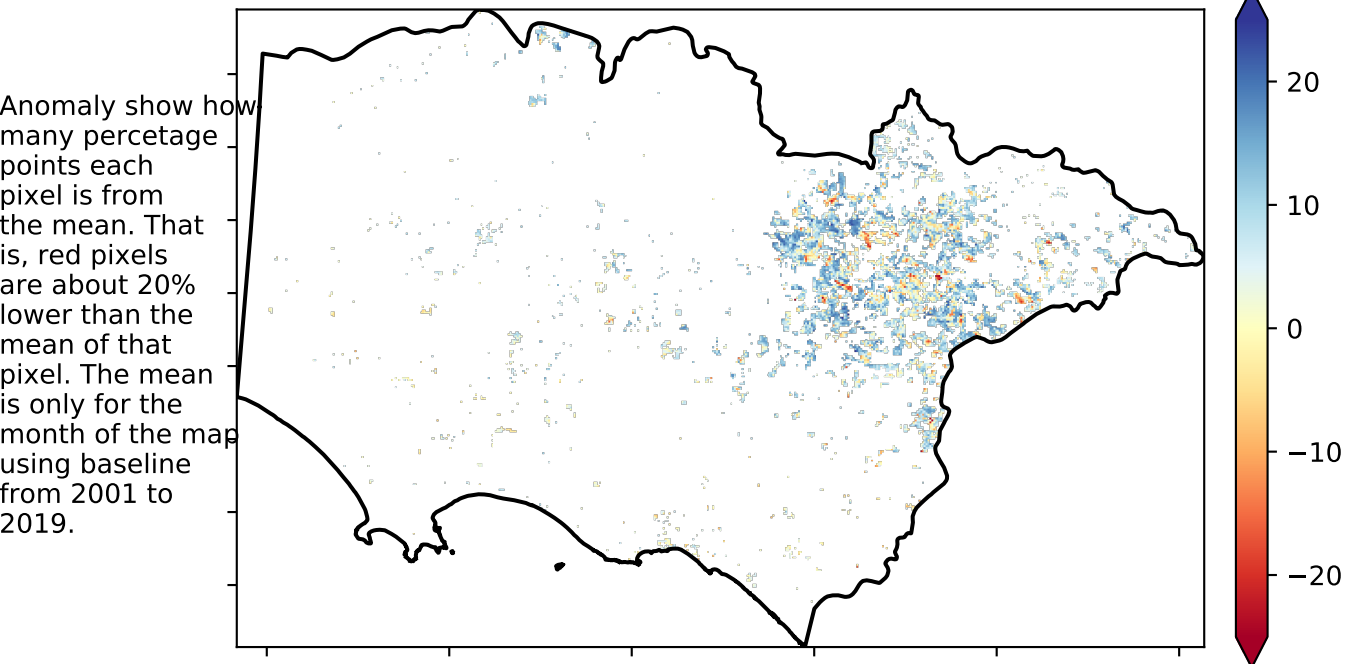 Anomaly show how
many percetage
points each
pixel is from
the mean. That
is, red pixels
are about 20%
lower than the
mean of that
pixel. The mean
is only for the
month of the map
using baseline
from 2001 to
2019.
20
10
0
−10
−20